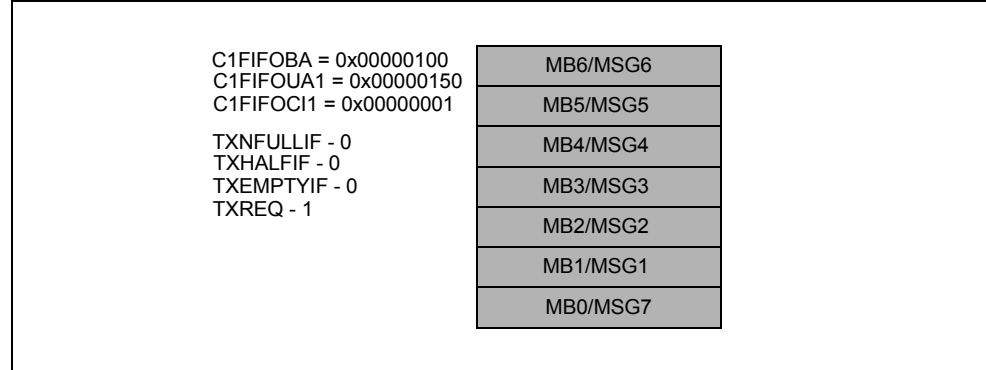 C1FIFOBA = 0x00000100
C1FIFOUA1 = 0x00000150
C1FIFOCI1 = 0x00000001
TXNFULLIF - 0
TXHALFIF - 0
TXEMPTYIF - 0
TXREQ - 1
MB6/MSG6
MB5/MSG5
MB4/MSG4
MB3/MSG3
MB2/MSG2
MB1/MSG1
MB0/MSG7